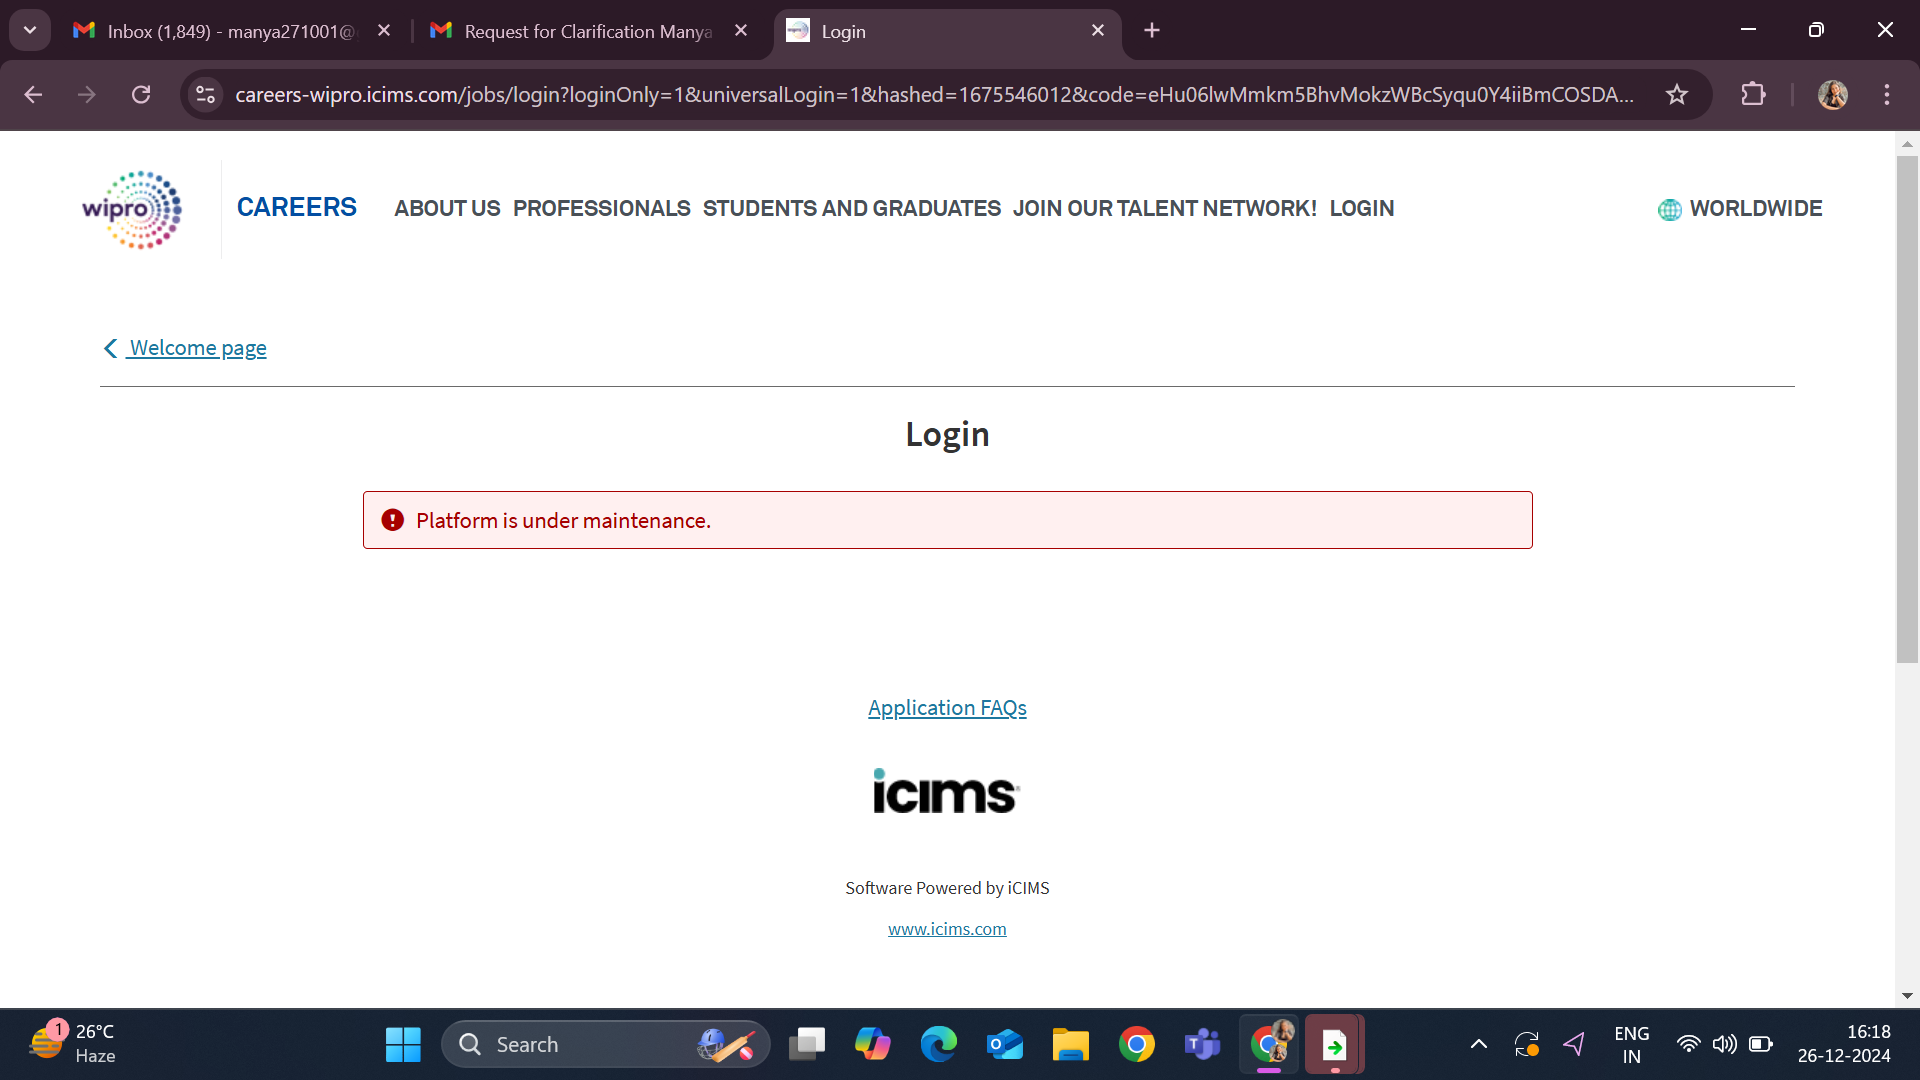 Inbox (1,849) - manya271001@
Request for Clarification Manya
Login
careers-wipro.icims.com/jobs/login?loginOnly=1&universalLogin=1&hashed=1675546012&code=eHu06lwMmkm5BhvMokzWBcSyqu0Y4iiBmCOSDA...
wipro
CAREERS
ABOUT US PROFESSIONALS STUDENTS AND GRADUATES JOIN OUR TALENT NETWORK! LOGIN
WORLDWIDE
Welcome page
Login
Platform is under maintenance.
Application FAQs
icims
Software Powered by iCIMS
www.icims.com
1
26°C
Haze
Search
ENG
IN
16:18
26-12-2024